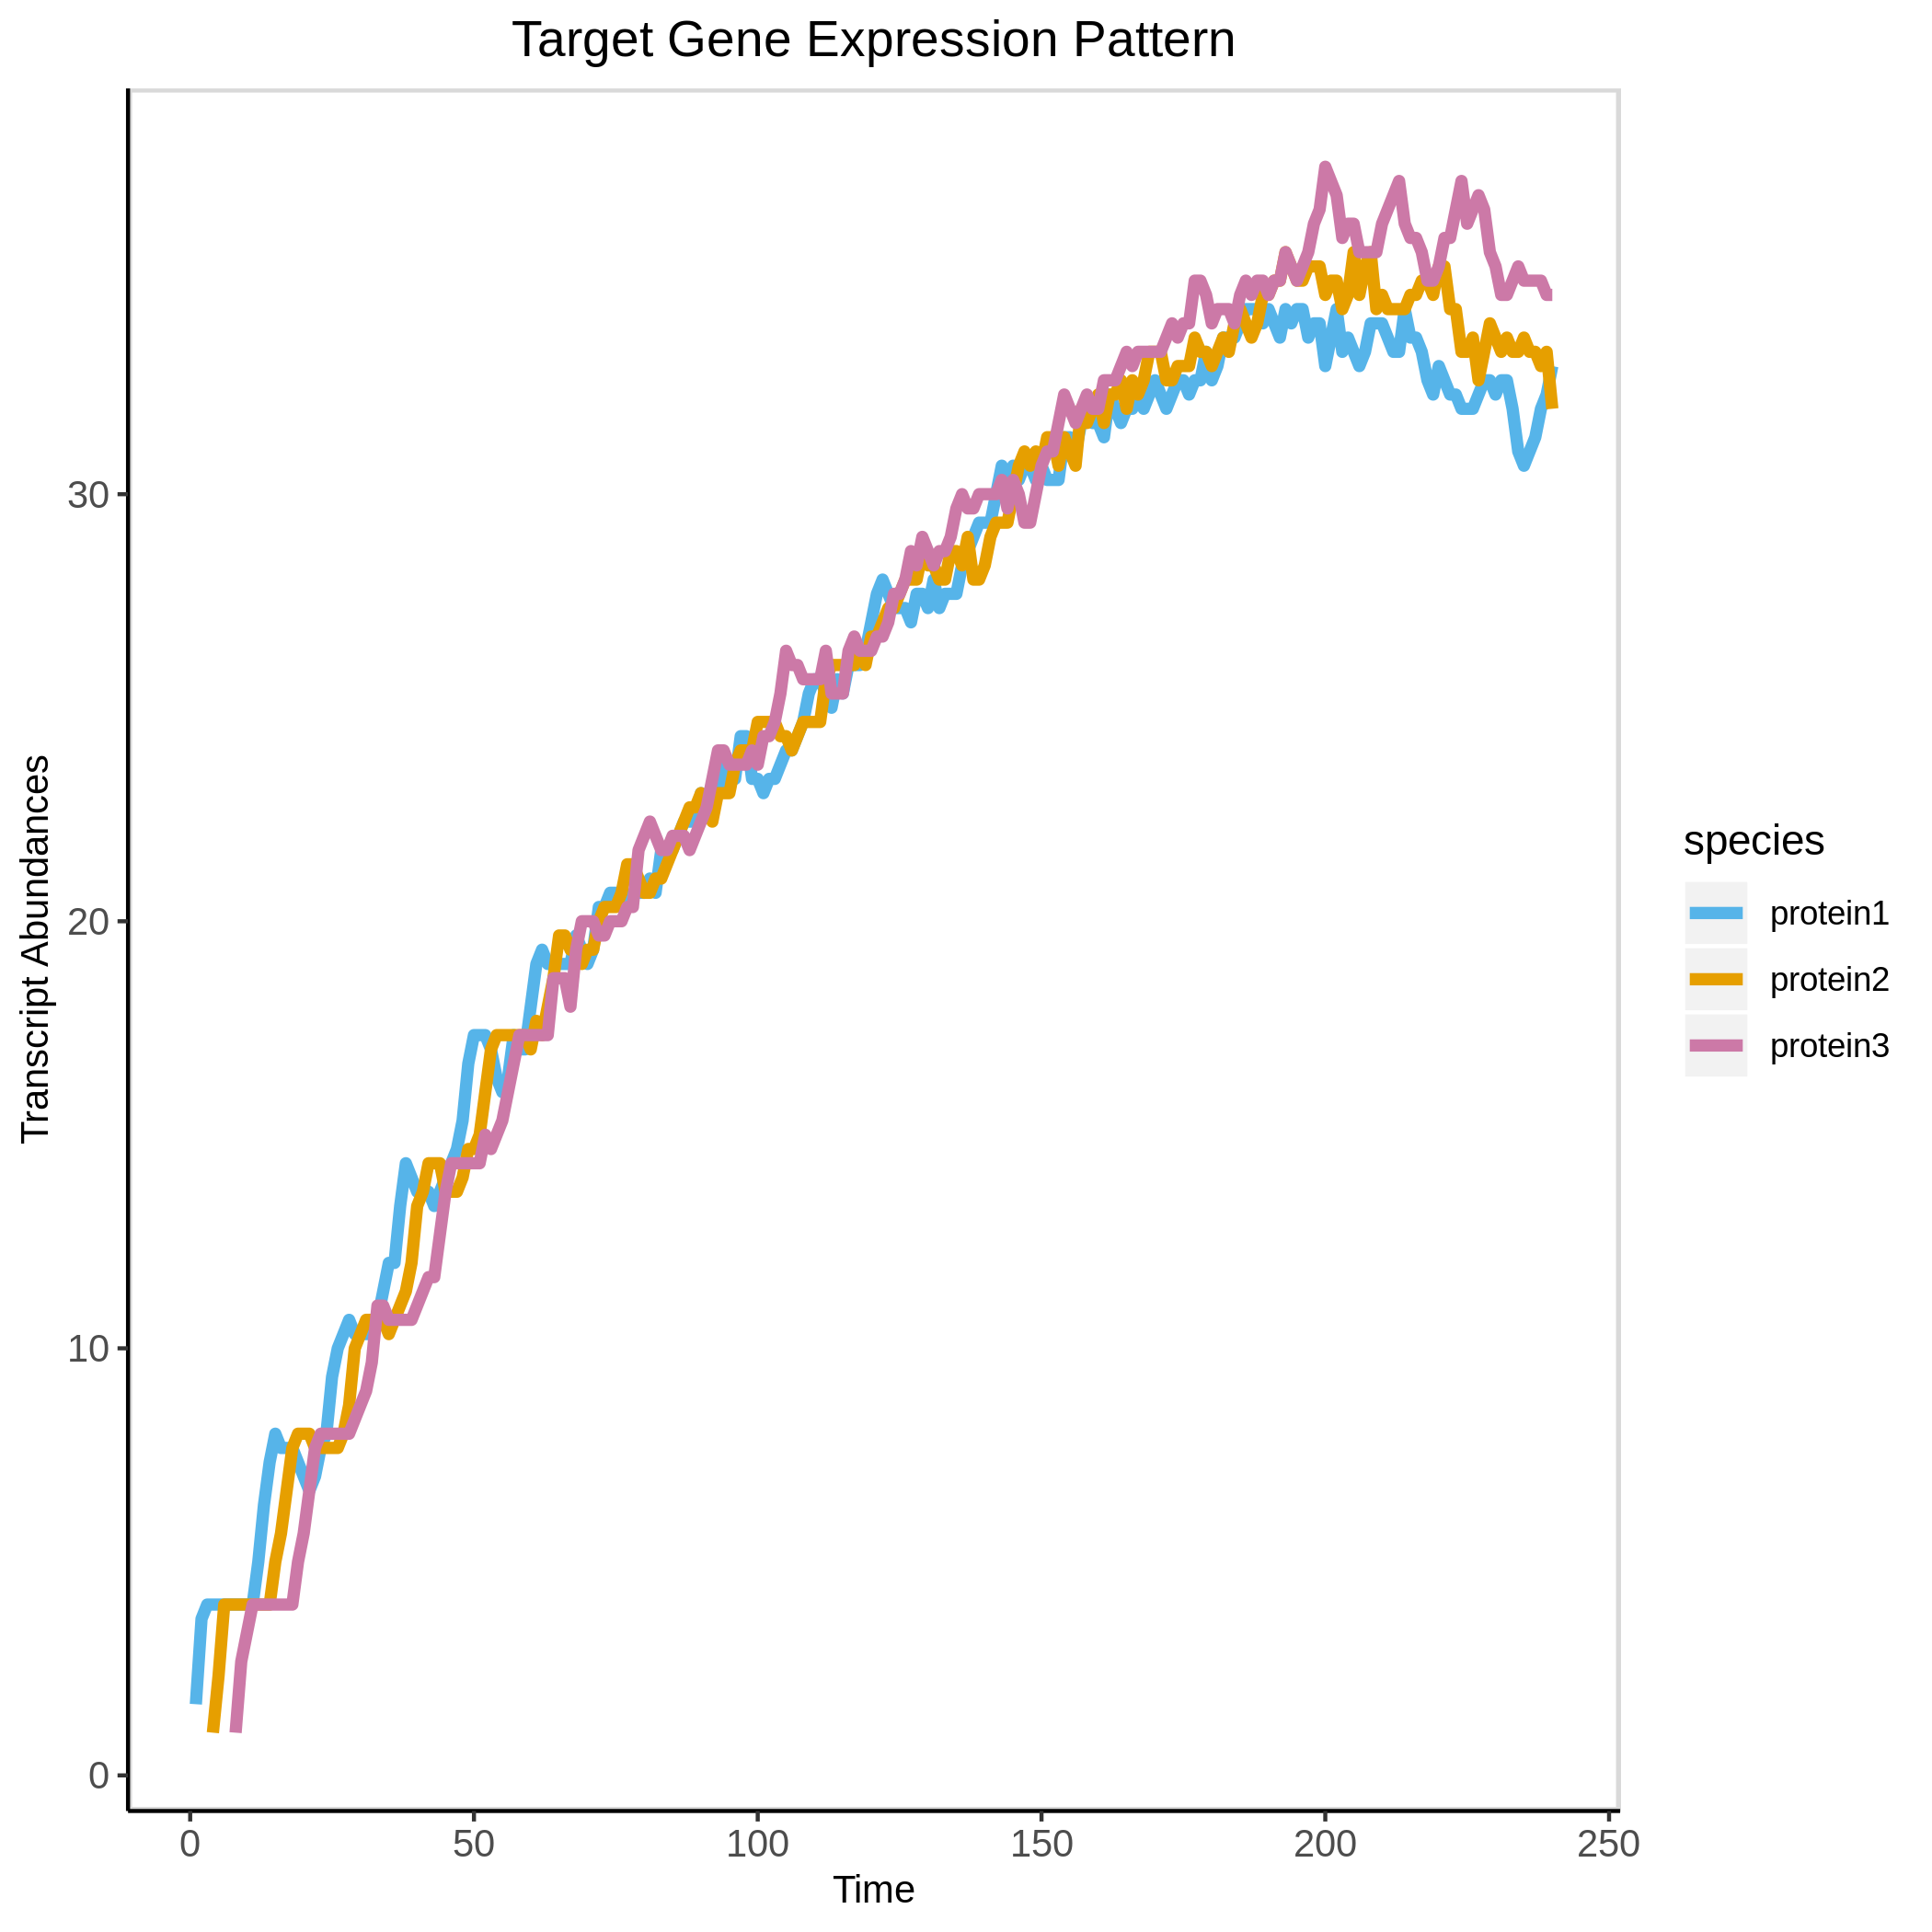 Target Gene Expression Pattern
Transcript Abundances
30
20
10
0
0 50 100 150 200 250
Time
species
protein1
protein2
protein3